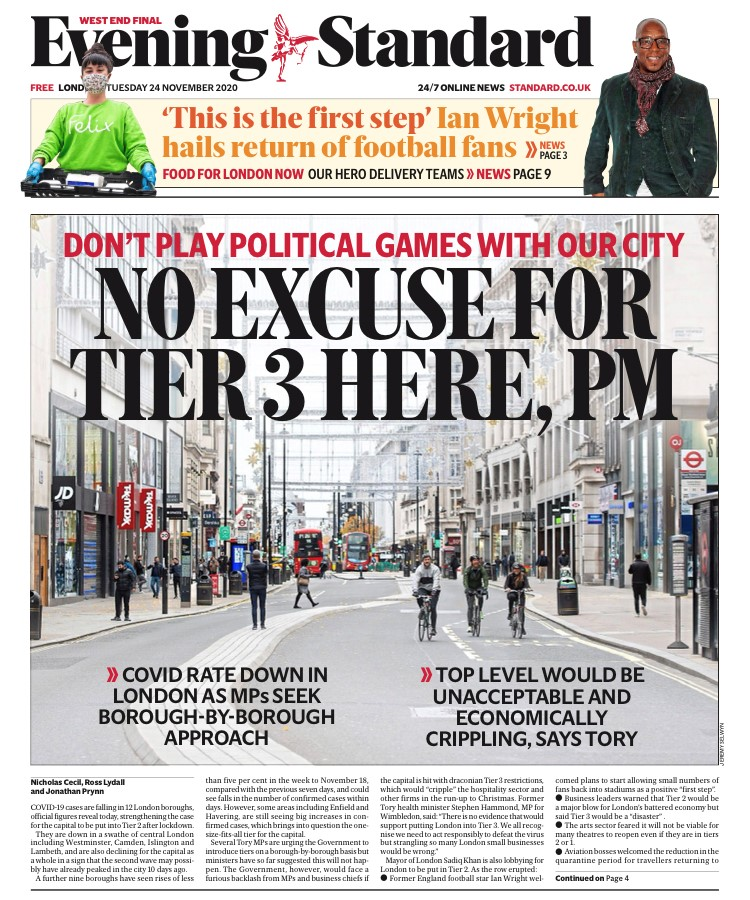 WEST END FINAL
Evening Standard
FREE LOND TUESDAY 24 NOVEMBER 2020
24/7 ONLINE NEWS STANDARD.CO.UK
felix
‘This is the first step’ Ian Wright
hails return of football fans » NEWS
PAGE 3
FOOD FOR LONDON NOW OUR HERO DELIVERY TEAMS » NEWS PAGE 9
DON’T PLAY POLITICAL GAMES WITH OUR CITY
NO EXCUSE FOR
TIER 3 HERE, PM
JD
» COVID RATE DOWN IN
LONDON AS MPs SEEK
BOROUGH-BY-BOROUGH
APPROACH
» TOP LEVEL WOULD BE
UNACCEPTABLE AND
ECONOMICALLY
CRIPPLING, SAYS TORY
JEREMY SELWYN
Nicholas Cecil, Ross Lydall
and Jonathan Prynn
COVID-19 cases are falling in 12 London boroughs,
official figures reveal today, strengthening the case
for the capital to be put into Tier 2 after lockdown.
They are down in a swathe of central London
including Westminster, Camden, Islington and
Lambeth, and are also declining for the capital as
a whole in a sign that the second wave may possi-
bly have already peaked in the city 10 days ago.
A further nine boroughs have seen rises of less
than five per cent in the week to November 18,
compared with the previous seven days, and could
see falls in the number of confirmed cases within
days. However, some areas including Enfield and
Havering, are still seeing big increases in con-
firmed cases, which brings into question the one-
size-fits-all tier for the capital.
Several Tory MPs are urging the Government to
introduce tiers on a borough-by-borough basis but
ministers have so far suggested this will not hap-
pen. The Government, however, would face a
furious backlash from MPs and business chiefs if
the capital is hit with draconian Tier 3 restrictions,
which would “cripple” the hospitality sector and
other firms in the run-up to Christmas. Former
Tory health minister Stephen Hammond, MP for
Wimbledon, said: “There is no evidence that would
support putting London into Tier 3. We all recog-
nise we need to act responsibly to defeat the virus
but strangling so many London small businesses
would be wrong.”
Mayor of London Sadiq Khan is also lobbying for
London to be put in Tier 2. As the row erupted:
● Former England football star Ian Wright wel-
comed plans to start allowing small numbers of
fans back into stadiums as a positive “first step”.
● Business leaders warned that Tier 2 would be
a major blow for London’s battered economy but
said Tier 3 would be a “disaster” .
● The arts sector feared it will not be viable for
many theatres to reopen even if they are in tiers
2 or 1.
● Aviation bosses welcomed the reduction in the
quarantine period for travellers returning to
Continued on Page 4